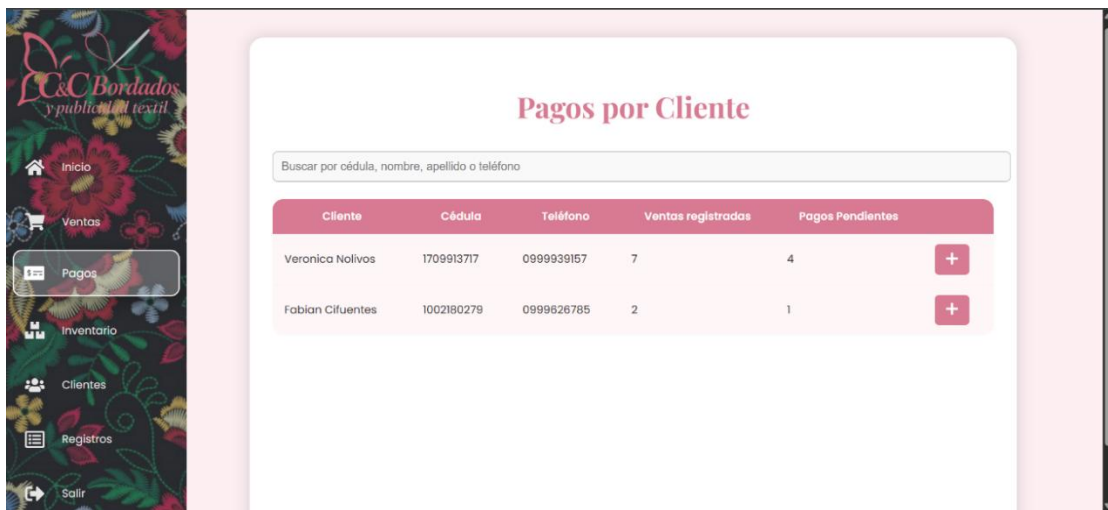 C&C Bordados
y publicidad textil
Inicio
Ventas
Pagos
Inventario
Clientes
Registros
Salir
Pagos por Cliente
Buscar por cédula, nombre, apellido o teléfono
Cliente Cédula Teléfono Ventas registradas Pagos Pendientes
Veronica Nolivos 1709913717 0999939157 7 4 +
Fabian Cifuentes 1002180279 0999626785 2 1 +